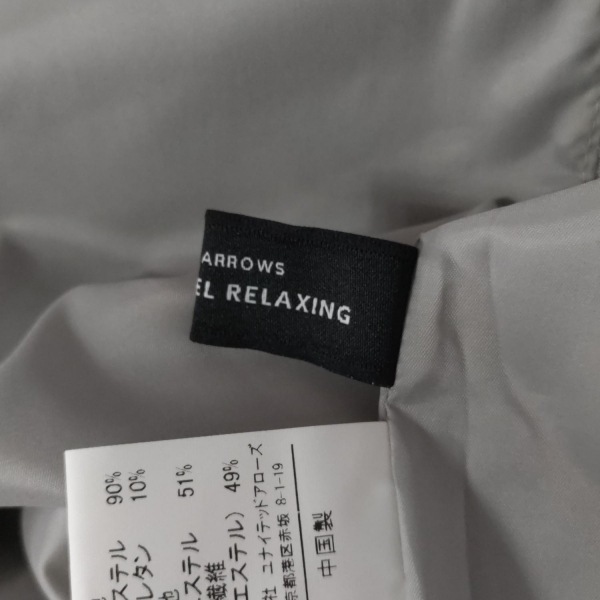 ARROWS
EL RELAXING
ステル 90%
レタン 10%
ステル 51%
繊維
エステル) 49%
社 ユナイテッドアローズ
京都港区赤坂 8-1-19
中国製